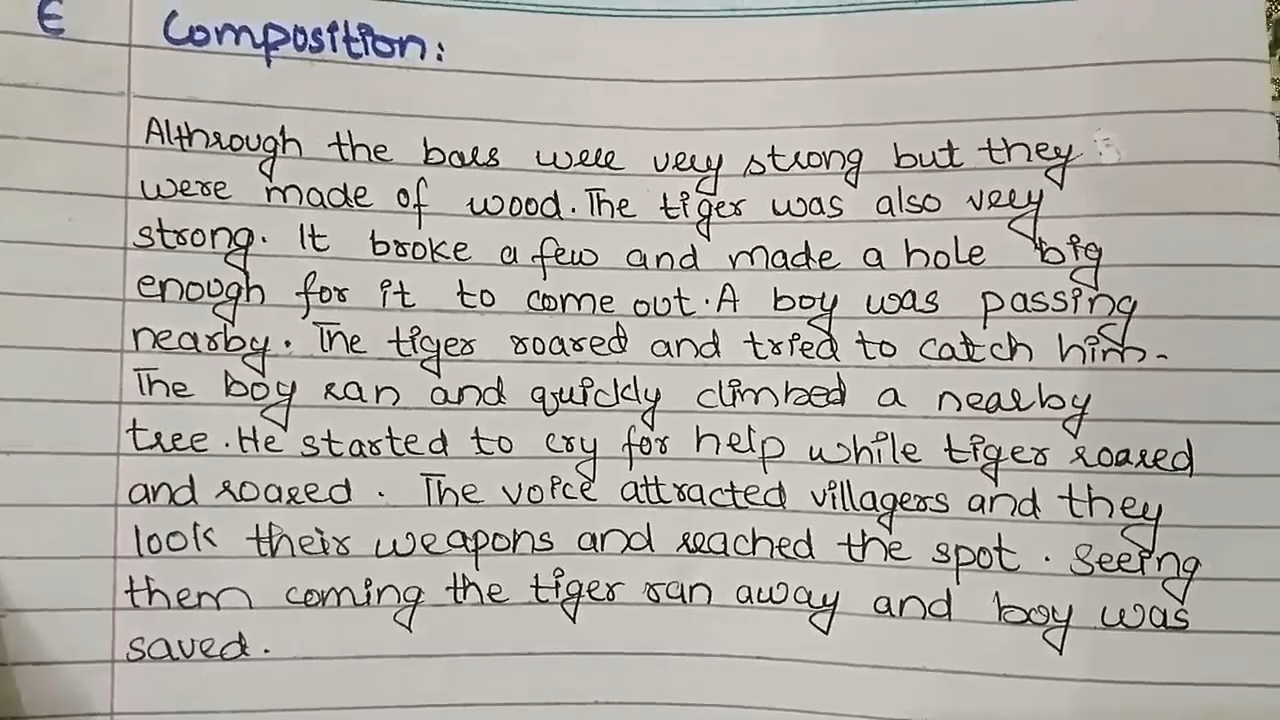 E Composition:
Althrough the bars were very strong but they
were made of wood. The tiger was also very
strong. It broke a few and made a hole big
enough for it to come out. A boy was passing
nearby. The tiger roared and tried to catch him.
The boy ran and quickly climbed a nearby
tree. He started to cry for help while tiger roared
and roared. The voice attracted villagers and they
look their weapons and reached the spot. Seeing
them coming the tiger ran away and boy was
saved.